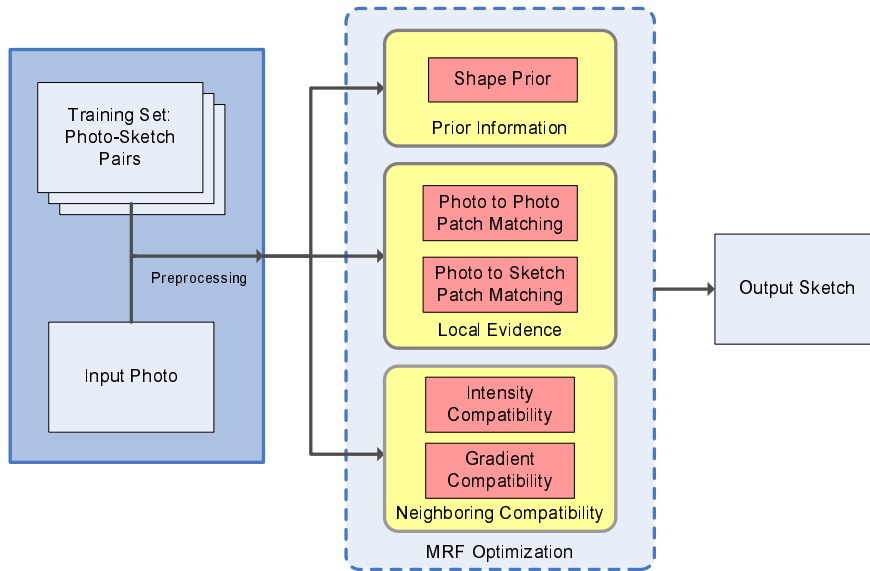 Training Set:
Photo-Sketch
Pairs
Preprocessing
Input Photo
Shape Prior
Prior Information
Photo to Photo
Patch Matching
Photo to Sketch
Patch Matching
Local Evidence
Intensity
Compatibility
Gradient
Compatibility
Neighboring Compatibility
MRF Optimization
Output Sketch